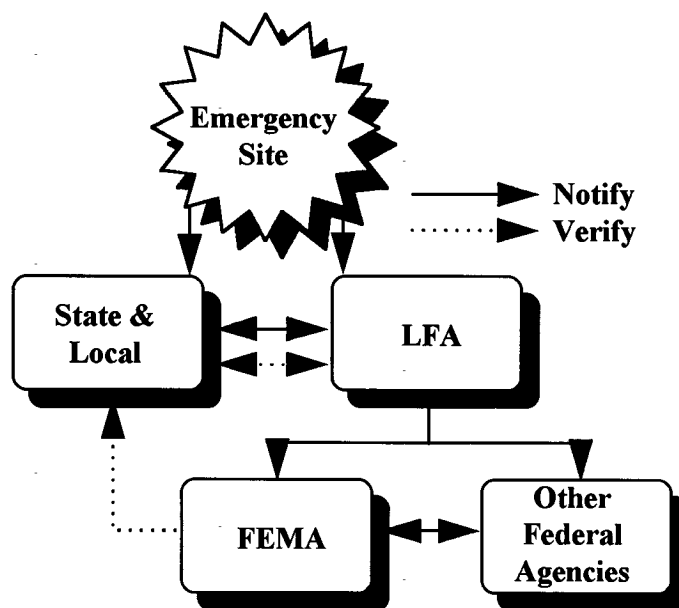 Emergency
Site
Notify
Verify
State &
Local
LFA
FEMA
Other
Federal
Agencies